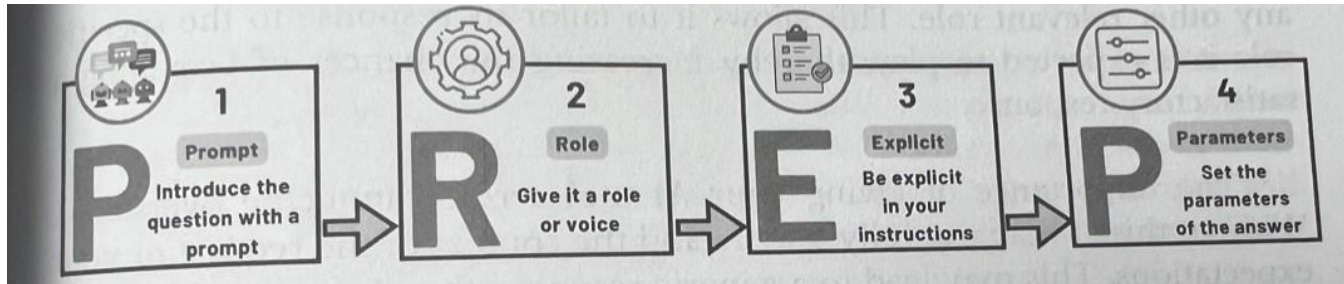 1
P
Prompt
Introduce the
question with a
prompt
2
R
Role
Give it a role
or voice
3
E
Explicit
Be explicit
in your
instructions
4
P
Parameters
Set the
parameters
of the answer